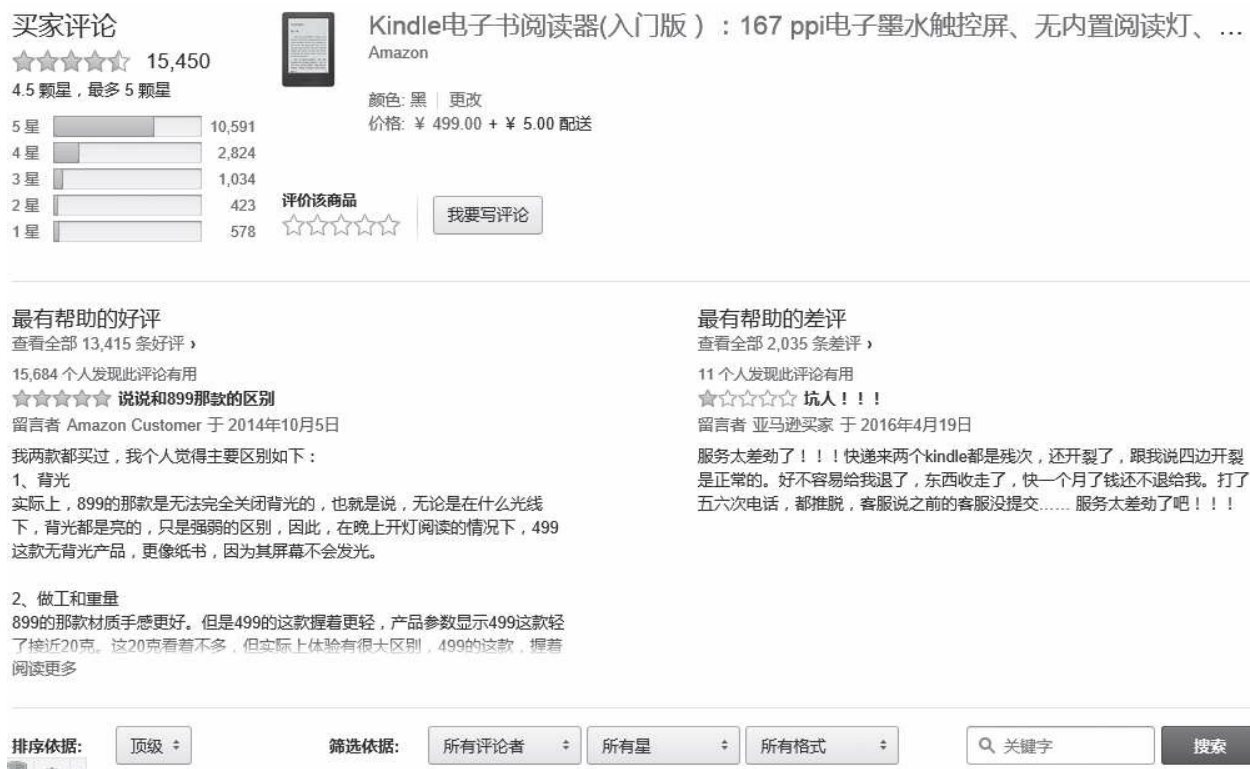 买家评论
15,450
4.5 颗星，最多 5 颗星
5 星 10,591
4 星 2,824
3 星 1,034
2 星 423
1 星 578
Kindle电子书阅读器(入门版）：167 ppi电子墨水触控屏、无内置阅读灯、...
Amazon
颜色: 黑 | 更改
价格: ￥ 499.00 + ￥ 5.00 配送
评价该商品
我要写评论
最有帮助的好评
查看全部 13,415 条好评 ›
15,684 个人发现此评论有用
说说和899那款的区别
留言者 Amazon Customer 于 2014年10月5日
我两款都买过，我个人觉得主要区别如下：
1、背光
实际上，899的那款是无法完全关闭背光的，也就是说，无论是在什么光线
下，背光都是亮的，只是强弱的区别，因此，在晚上开灯阅读的情况下，499
这款无背光产品，更像纸书，因为其屏幕不会发光。
2、做工和重量
899的那款材质手感更好。但是499的这款握着更轻，产品参数显示499这款轻
了接近20克。这20克看着不多，但实际上体验有很大区别，499的这款，握着
阅读更多
最有帮助的差评
查看全部 2,035 条差评 ›
11 个人发现此评论有用
坑人！！！
留言者 亚马逊买家 于 2016年4月19日
服务太差劲了！！！快递来两个kindle都是残次，还开裂了，跟我说四边开裂
是正常的。好不容易给我退了，东西收走了，快一个月了钱还不退给我。打了
五六次电话，都推脱，客服说之前的客服没提交…… 服务太差劲了吧！！！
排序依据: 顶级 筛选依据: 所有评论者 所有星 所有格式 关键字 搜索